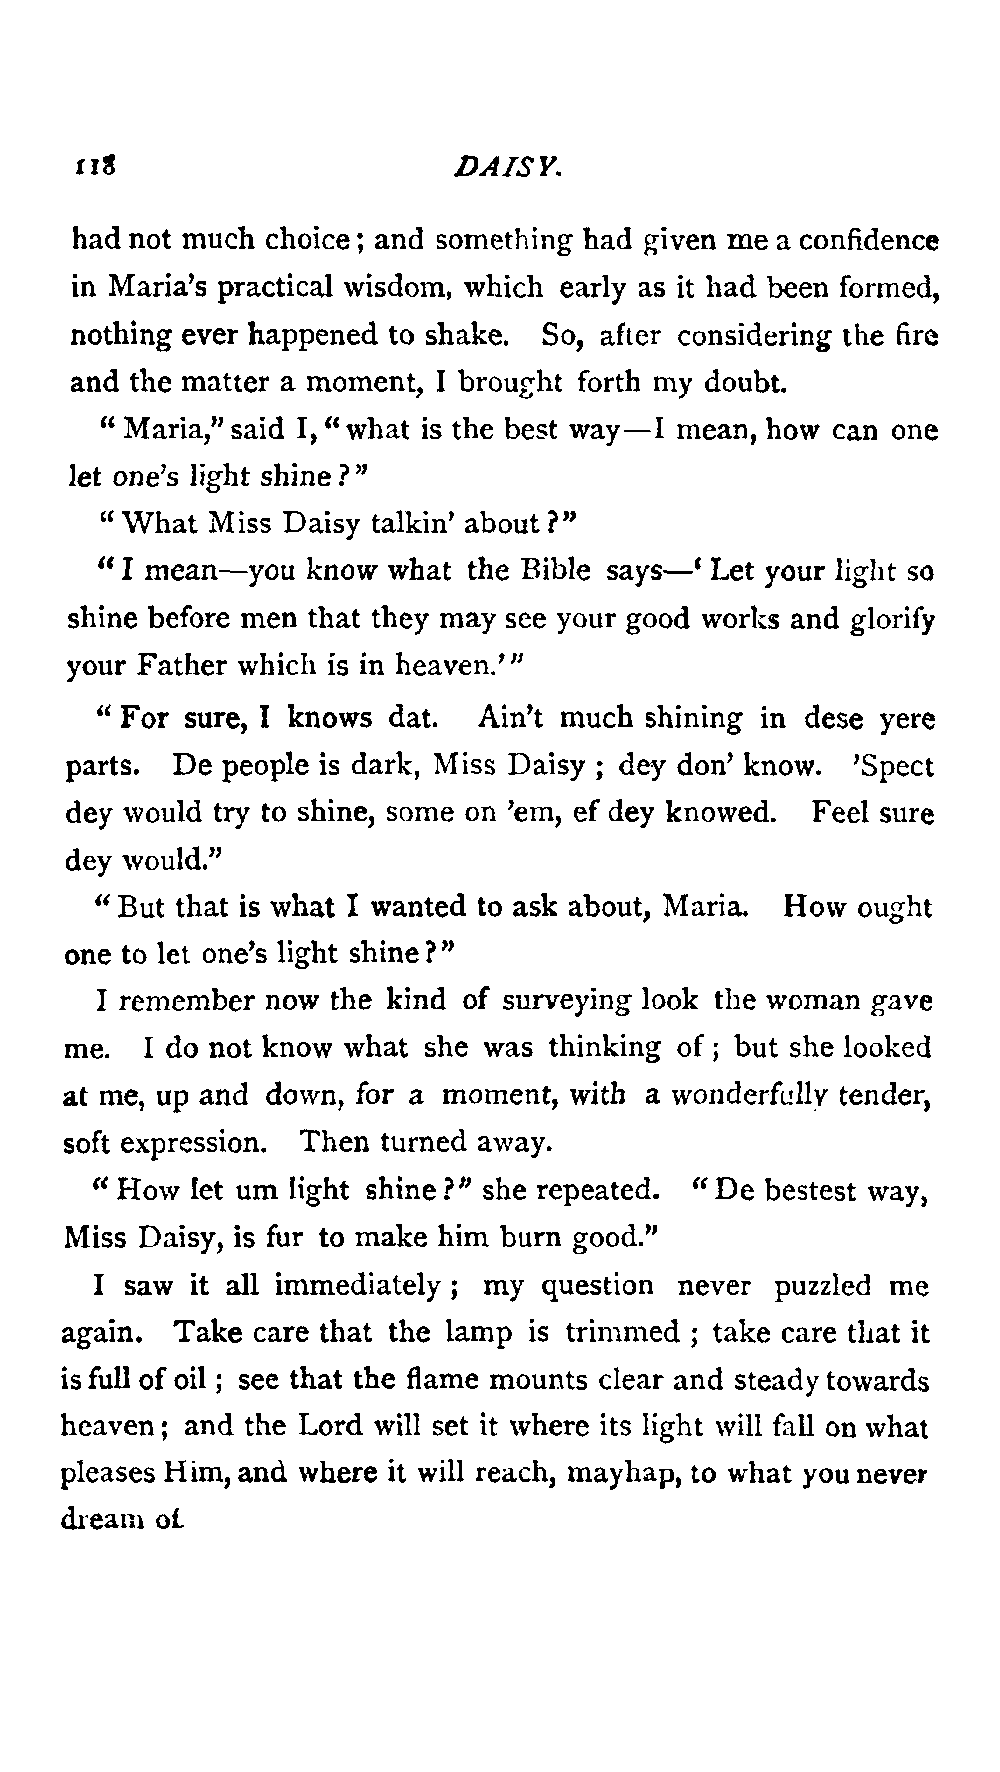 118 DAISY.
had not much choice; and something had given me a confidence
in Maria's practical wisdom, which early as it had been formed,
nothing ever happened to shake. So, after considering the fire
and the matter a moment, I brought forth my doubt.
"Maria," said I, "what is the best way—I mean, how can one
let one's light shine?"
"What Miss Daisy talkin' about?"
"I mean—you know what the Bible says—'Let your light so
shine before men that they may see your good works and glorify
your Father which is in heaven.'"
"For sure, I knows dat. Ain't much shining in dese yere
parts. De people is dark, Miss Daisy; dey don' know. 'Spect
dey would try to shine, some on 'em, ef dey knowed. Feel sure
dey would."
"But that is what I wanted to ask about, Maria. How ought
one to let one's light shine?"
I remember now the kind of surveying look the woman gave
me. I do not know what she was thinking of; but she looked
at me, up and down, for a moment, with a wonderfully tender,
soft expression. Then turned away.
"How let um light shine?" she repeated. "De bestest way,
Miss Daisy, is fur to make him burn good."
I saw it all immediately; my question never puzzled me
again. Take care that the lamp is trimmed; take care that it
is full of oil; see that the flame mounts clear and steady towards
heaven; and the Lord will set it where its light will fall on what
pleases Him, and where it will reach, mayhap, to what you never
dream of.